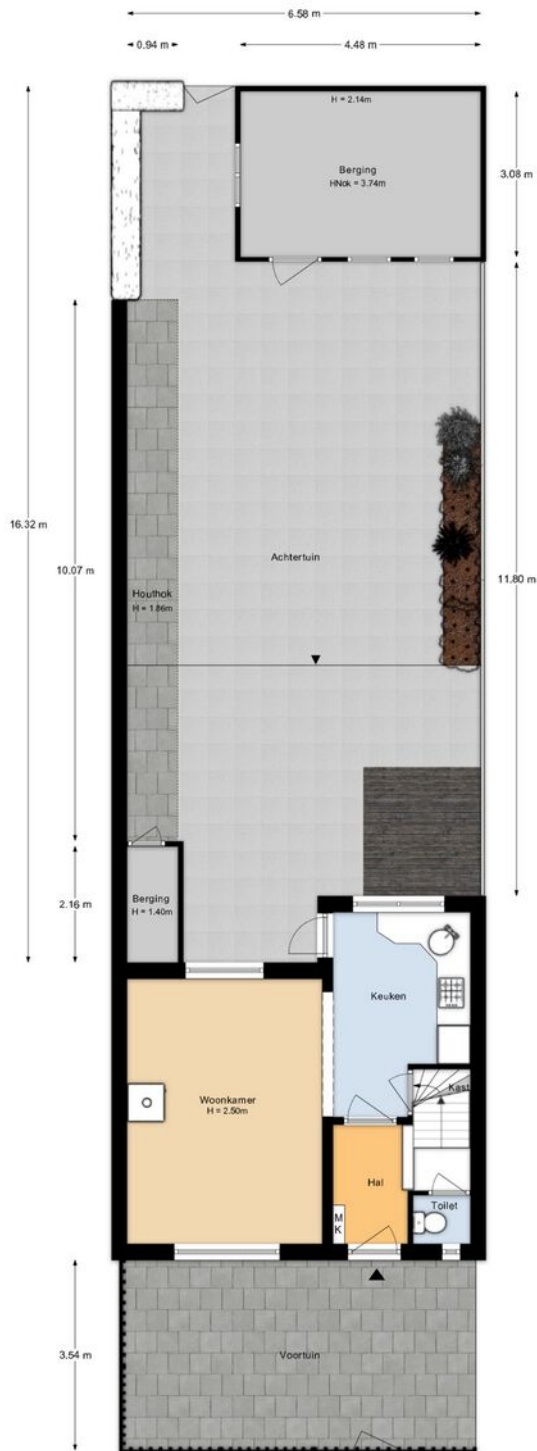 6.58 m
0.94 m
4.48 m
H = 2.14m
Berging
HNok = 3.74m
3.08 m
16.32 m
10.07 m
Achtertuin
11.80 m
Houthok
H = 1.86m
2.16 m
Berging
H = 1.40m
Keuken
Kast
Woonkamer
H = 2.50m
Hal
Toilet
M
K
3.54 m
Voortuin